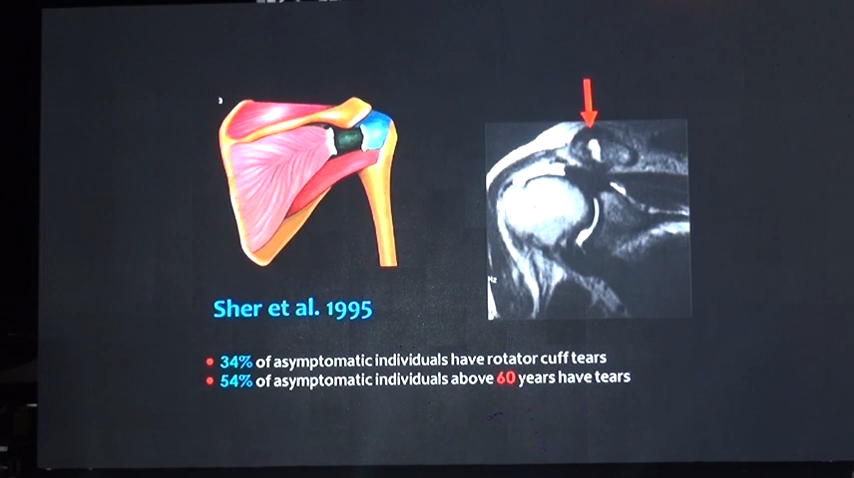 Sher et al. 1995
34% of asymptomatic individuals have rotator cuff tears
54% of asymptomatic individuals above 60 years have tears